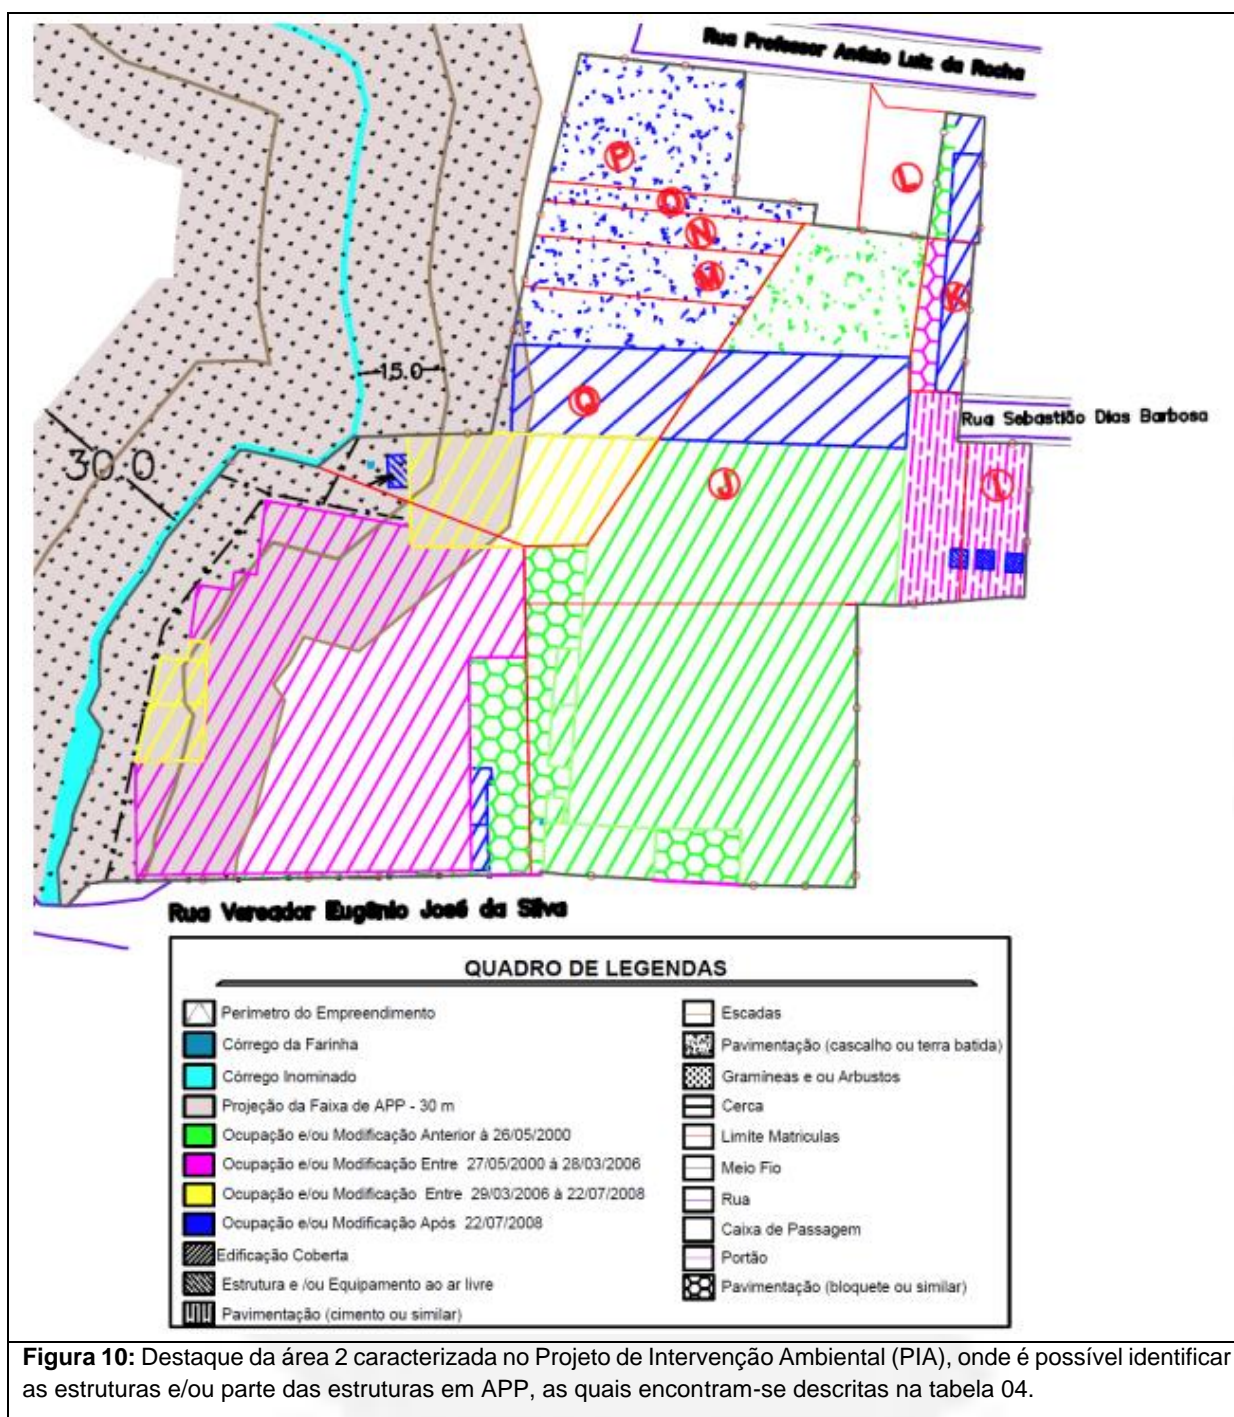 Rua Professor Anízio Luiz da Rocha
P
L
O
N
M
K
15.0
Q
Rua Sebastião Dias Barbosa
30.0
J
I
Rua Vereador Eugênio José da Silva
QUADRO DE LEGENDAS
Perímetro do Empreendimento
Córrego da Farinha
Córrego Inominado
Projeção da Faixa de APP - 30 m
Ocupação e/ou Modificação Anterior à 26/05/2000
Ocupação e/ou Modificação Entre 27/05/2000 à 28/03/2006
Ocupação e/ou Modificação Entre 29/03/2006 à 22/07/2008
Ocupação e/ou Modificação Após 22/07/2008
Edificação Coberta
Estrutura e /ou Equipamento ao ar livre
Pavimentação (cimento ou similar)
Escadas
Pavimentação (cascalho ou terra batida)
Gramíneas e ou Arbustos
Cerca
Limite Matriculas
Meio Fio
Rua
Caixa de Passagem
Portão
Pavimentação (bloquete ou similar)
Figura 10: Destaque da área 2 caracterizada no Projeto de Intervenção Ambiental (PIA), onde é possível identificar
as estruturas e/ou parte das estruturas em APP, as quais encontram-se descritas na tabela 04.